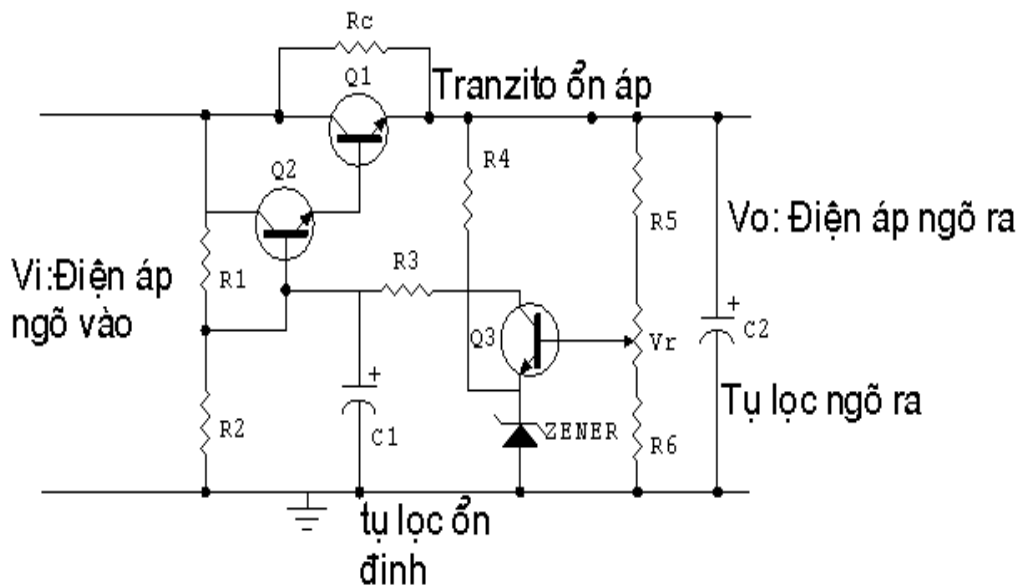 Rc
Q1
Tranzito ổn áp
Q2
R4
R5
Vo: Điện áp ngõ ra
Vi:Điện áp
ngõ vào
R1
R3
Q3
Vr
+
C2
R2
+
C1
ZENER
R6
Tụ lọc ngõ ra
tụ lọc ổn
đinh